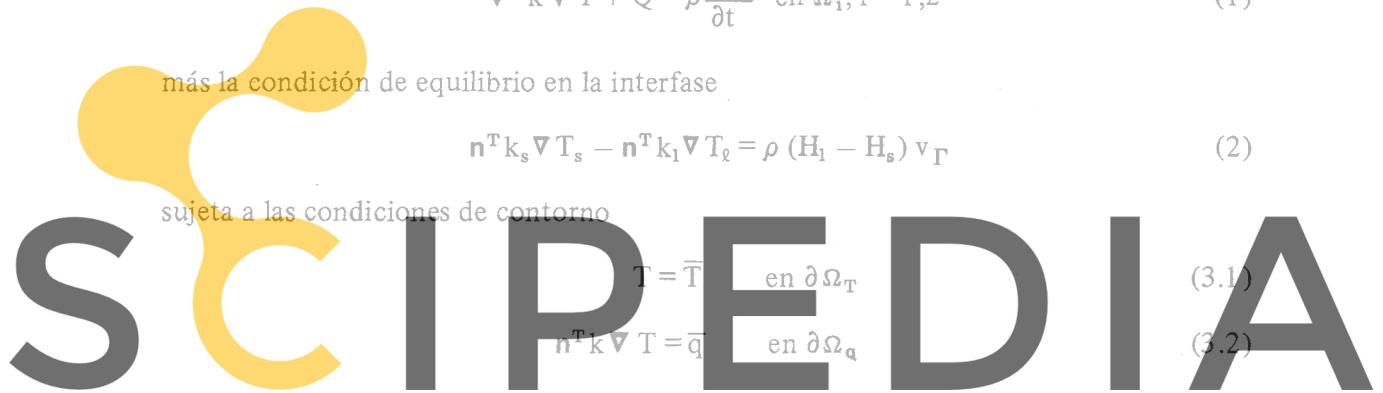 ∂t
más la condición de equilibrio en la interfase
nᵀ kₛ ∇ Tₛ − nᵀ kₗ ∇ T_ℓ = ρ (Hₗ − Hₛ) v_Γ (2)
sujeta a las condiciones de contorno
T = T̅ en ∂Ω_T (3.1)
nᵀ k ∇ T = q̅ en ∂Ω_q (3.2)
SCIPEDIA